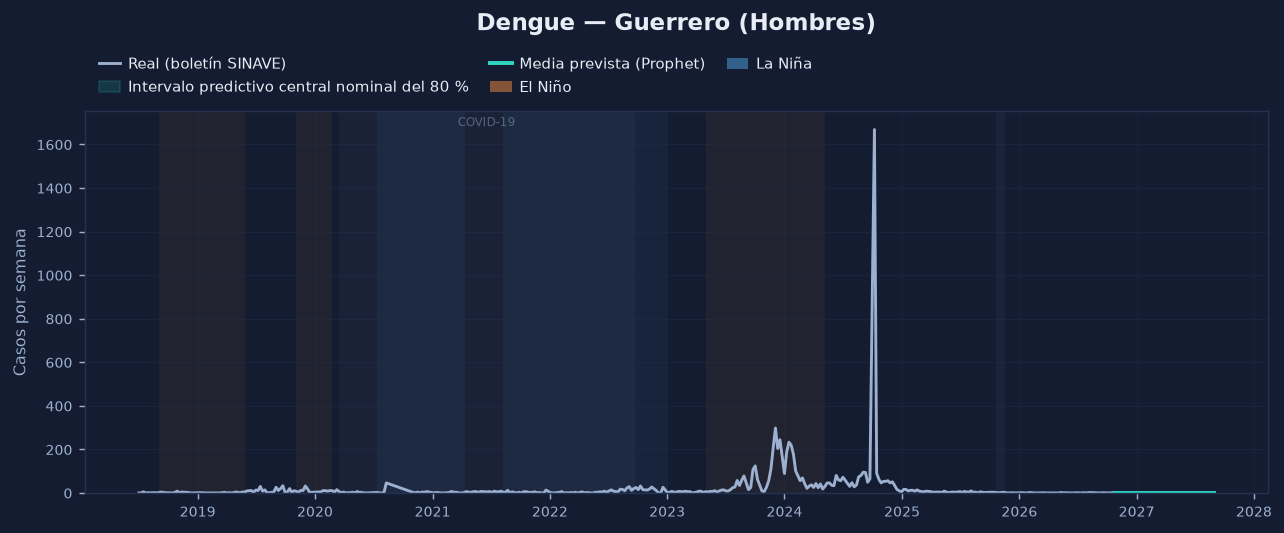 Dengue — Guerrero (Hombres)
Real (boletín SINAVE)
Media prevista (Prophet)
La Niña
Intervalo predictivo central nominal del 80 %
El Niño
COVID-19
Casos por semana
1600
1400
1200
1000
800
600
400
200
0
2019 2020 2021 2022 2023 2024 2025 2026 2027 2028